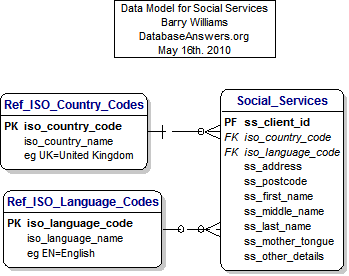 Data Model for Social Services
Barry Williams
DatabaseAnswers.org
May 16th. 2010
Ref_ISO_Country_Codes
PK iso_country_code
iso_country_name
eg UK=United Kingdom
Ref_ISO_Language_Codes
PK iso_language_code
iso_language_name
eg EN=English
Social_Services
PF ss_client_id
FK iso_country_code
FK iso_language_code
ss_address
ss_postcode
ss_first_name
ss_middle_name
ss_last_name
ss_mother_tongue
ss_other_details